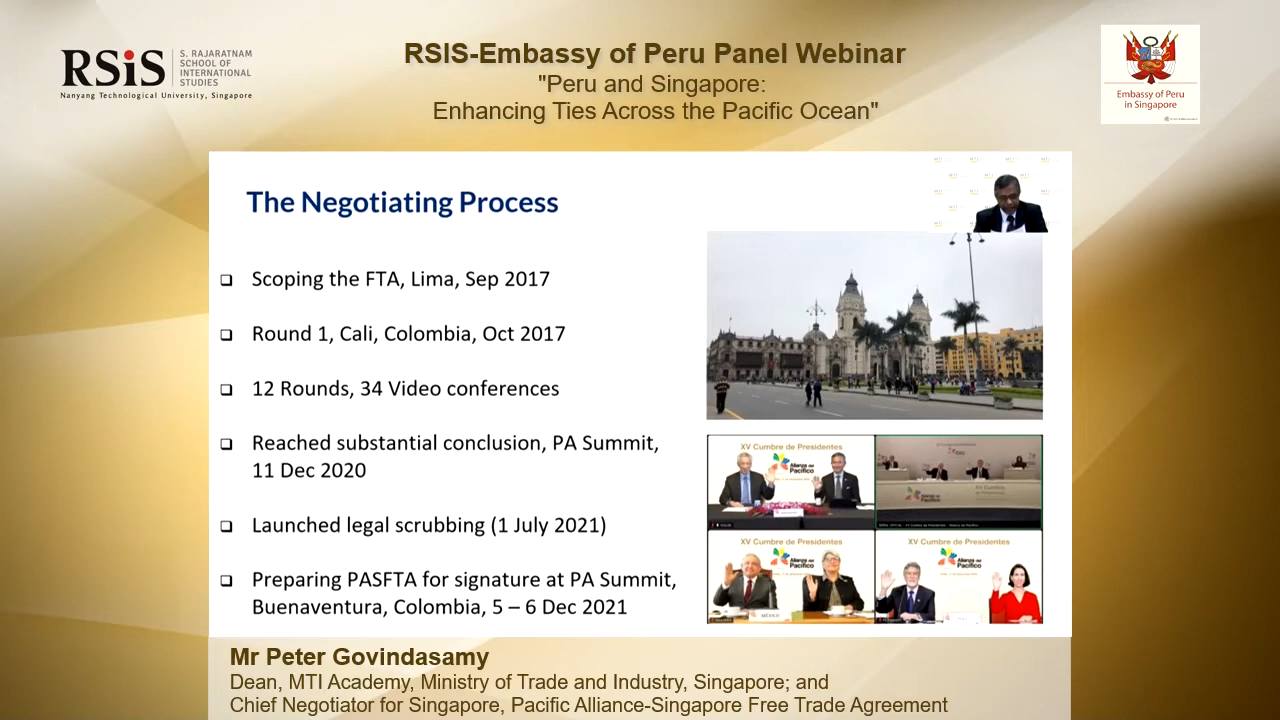 RSiS
S. RAJARATNAM
SCHOOL OF
INTERNATIONAL
STUDIES
Nanyang Technological University, Singapore
RSIS-Embassy of Peru Panel Webinar
"Peru and Singapore:
Enhancing Ties Across the Pacific Ocean"
Embassy of Peru
in Singapore
The Negotiating Process
Scoping the FTA, Lima, Sep 2017
Round 1, Cali, Colombia, Oct 2017
12 Rounds, 34 Video conferences
Reached substantial conclusion, PA Summit,
11 Dec 2020
Launched legal scrubbing (1 July 2021)
Preparing PASFTA for signature at PA Summit,
Buenaventura, Colombia, 5 – 6 Dec 2021
XV Cumbre de Presidentes
Alianza del
Pacífico
XV Cumbre de Presidentes
Alianza del
Pacífico
MÉXICO
XV Cumbre de Presidentes
Alianza del
Pacífico
Mr Peter Govindasamy
Dean, MTI Academy, Ministry of Trade and Industry, Singapore; and
Chief Negotiator for Singapore, Pacific Alliance-Singapore Free Trade Agreement